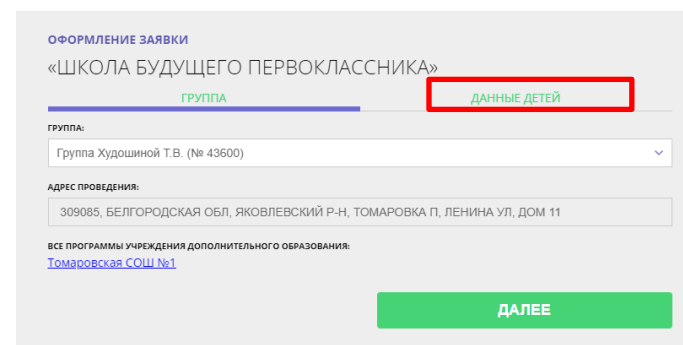 ОФОРМЛЕНИЕ ЗАЯВКИ
«ШКОЛА БУДУЩЕГО ПЕРВОКЛАССНИКА»
ГРУППА ДАННЫЕ ДЕТЕЙ
ГРУППА:
Группа Худошиной Т.В. (№ 43600)
АДРЕС ПРОВЕДЕНИЯ:
309085, БЕЛГОРОДСКАЯ ОБЛ, ЯКОВЛЕВСКИЙ Р-Н, ТОМАРОВКА П, ЛЕНИНА УЛ, ДОМ 11
ВСЕ ПРОГРАММЫ УЧРЕЖДЕНИЯ ДОПОЛНИТЕЛЬНОГО ОБРАЗОВАНИЯ:
Томаровская СОШ №1
ДАЛЕЕ